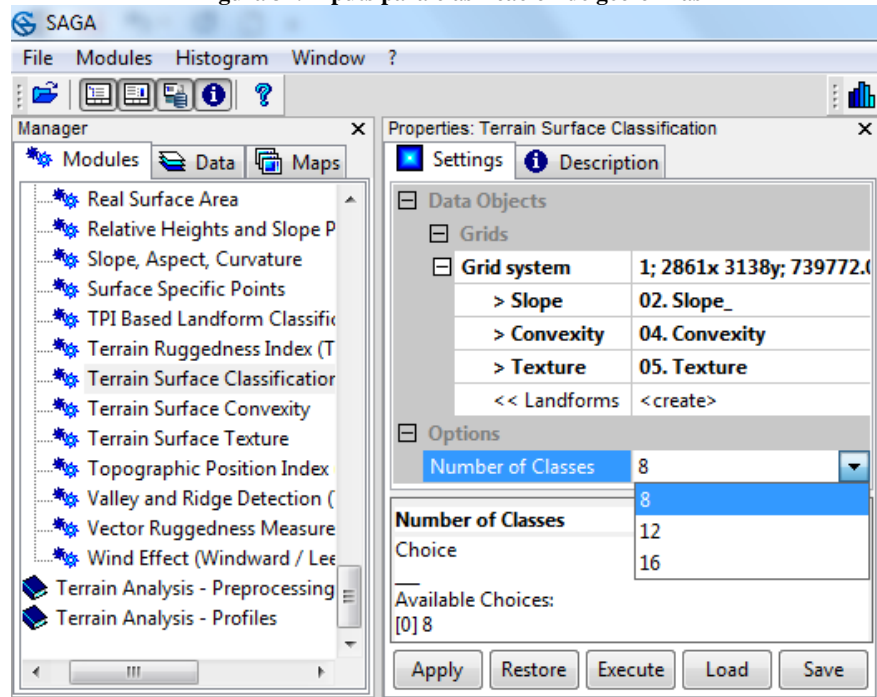 SAGA
File Modules Histogram Window ?
Manager
Modules Data Maps
Real Surface Area
Relative Heights and Slope P
Slope, Aspect, Curvature
Surface Specific Points
TPI Based Landform Classific
Terrain Ruggedness Index (T
Terrain Surface Classification
Terrain Surface Convexity
Terrain Surface Texture
Topographic Position Index
Valley and Ridge Detection (
Vector Ruggedness Measure
Wind Effect (Windward / Lee
Terrain Analysis - Preprocessing
Terrain Analysis - Profiles
Properties: Terrain Surface Classification
Settings Description
Data Objects
Grids
Grid system 1; 2861x 3138y; 739772.0
> Slope 02. Slope_
> Convexity 04. Convexity
> Texture 05. Texture
<< Landforms <create>
Options
Number of Classes 8
8
12
16
Number of Classes
Choice
Available Choices:
[0] 8
Apply Restore Execute Load Save